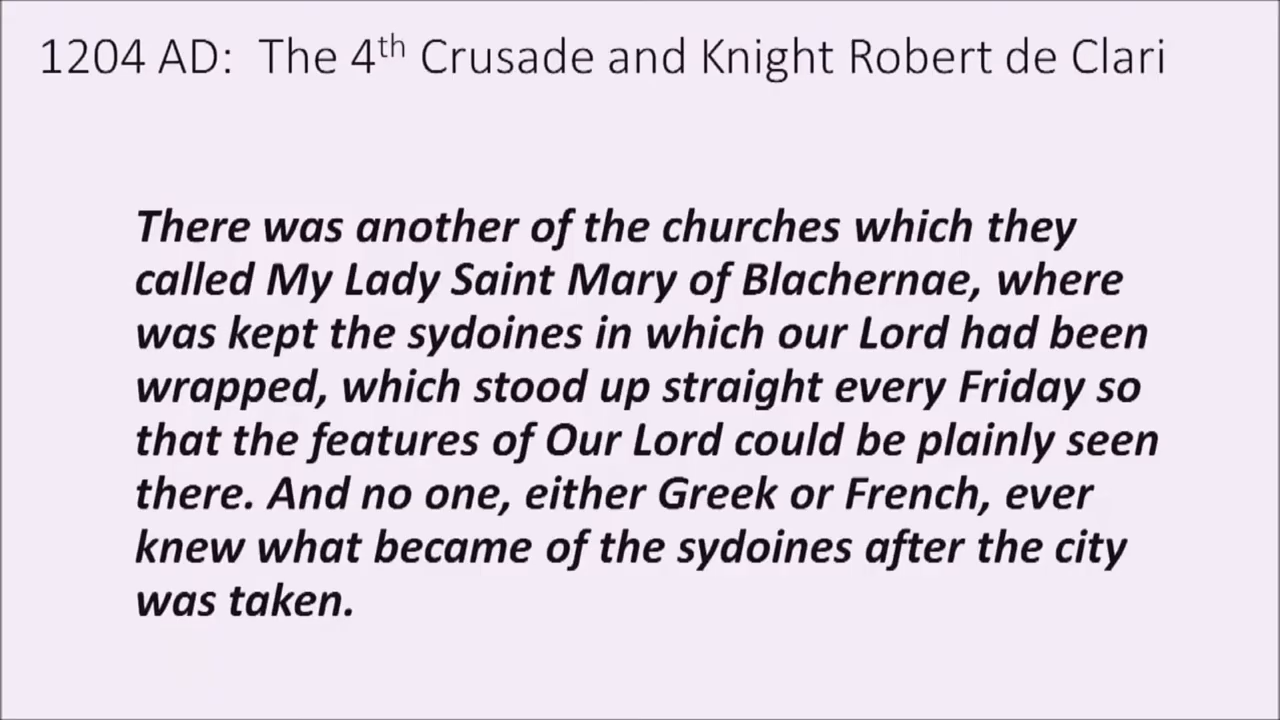 1204 AD:  The 4th Crusade and Knight Robert de Clari
There was another of the churches which they
called My Lady Saint Mary of Blachernae, where
was kept the sydoines in which our Lord had been
wrapped, which stood up straight every Friday so
that the features of Our Lord could be plainly seen
there. And no one, either Greek or French, ever
knew what became of the sydoines after the city
was taken.